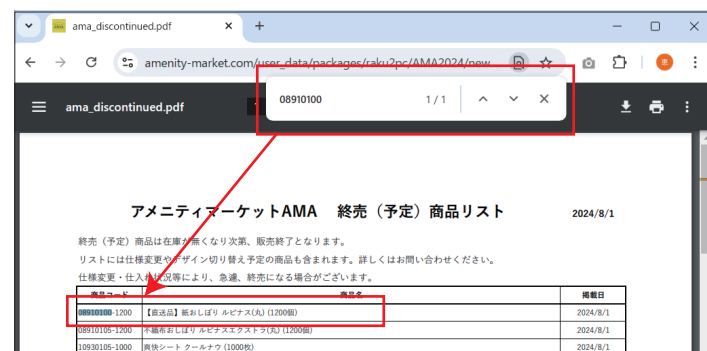 ama_discontinued.pdf
amenity-market.com/user_data/packages/raku2pc/AMA2024/new
ama_discontinued.pdf
08910100 1/1
アメニティマーケットAMA 終売（予定）商品リスト 2024/8/1
終売（予定）商品は在庫が無くなり次第、販売終了となります。
リストには仕様変更やデザイン切り替え予定の商品も含まれます。詳しくはお問い合わせください。
仕様変更・仕入れ状況等により、急遽、終売になる場合がございます。
商品コード 商品名 掲載日
08910100-1200 【直送品】紙おしぼり ルピナス(丸) (1200個) 2024/8/1
08910105-1200 不織布おしぼり ルピナスエクストラ(丸) (1200個) 2024/8/1
10930105-1000 爽快シート クールナウ (1000枚) 2024/8/1